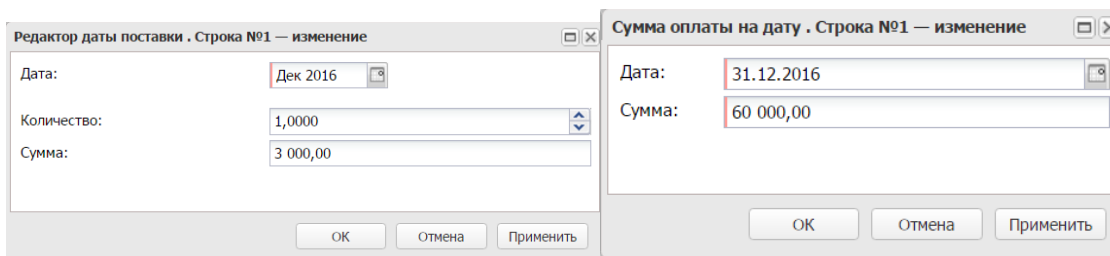 Редактор даты поставки . Строка №1 — изменение
Дата:
Дек 2016
Количество:
1,0000
Сумма:
3 000,00
ОК
Отмена
Применить
Сумма оплаты на дату . Строка №1 — изменение
Дата:
31.12.2016
Сумма:
60 000,00
ОК
Отмена
Применить